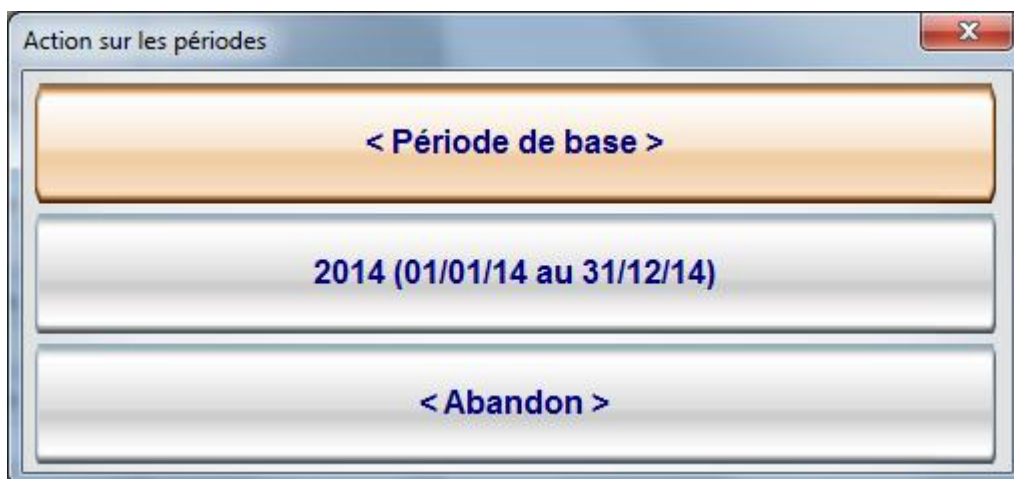 Action sur les périodes
< Période de base >
2014 (01/01/14 au 31/12/14)
< Abandon >